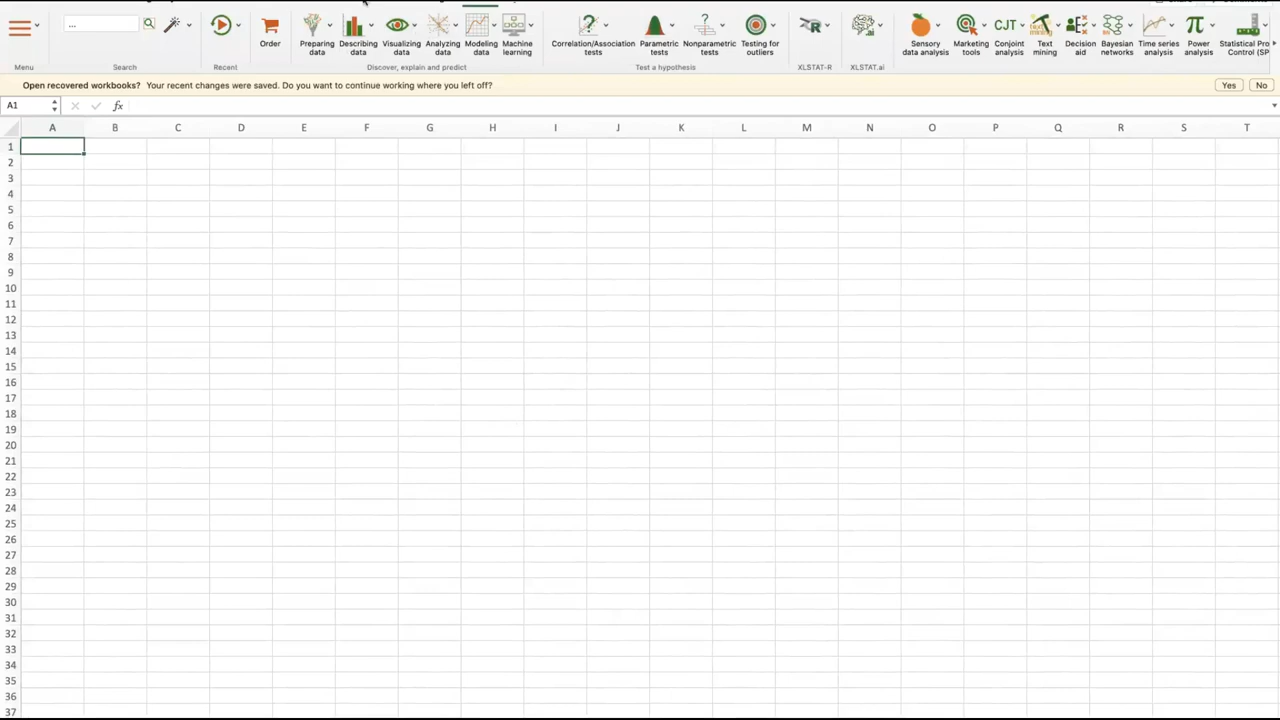 ...
Order
Preparing data
Describing data
Visualizing data
Analyzing data
Modeling data
Machine learning
Correlation/Association tests
Parametric tests
Nonparametric tests
Testing for outliers
Sensory data analysis
Marketing tools
CJT
Conjoint analysis
Text mining
Decision aid
Bayesian networks
Time series analysis
Power analysis
Statistical Pro
Control (SP
Menu
Search
Recent
Discover, explain and predict
Test a hypothesis
XLSTAT-R
XLSTAT.ai
Open recovered workbooks? Your recent changes were saved. Do you want to continue working where you left off? Yes No
A1 fx
A B C D E F G H I J K L M N O P Q R S T
1
2
3
4
5
6
7
8
9
10
11
12
13
14
15
16
17
18
19
20
21
22
23
24
25
26
27
28
29
30
31
32
33
34
35
36
37